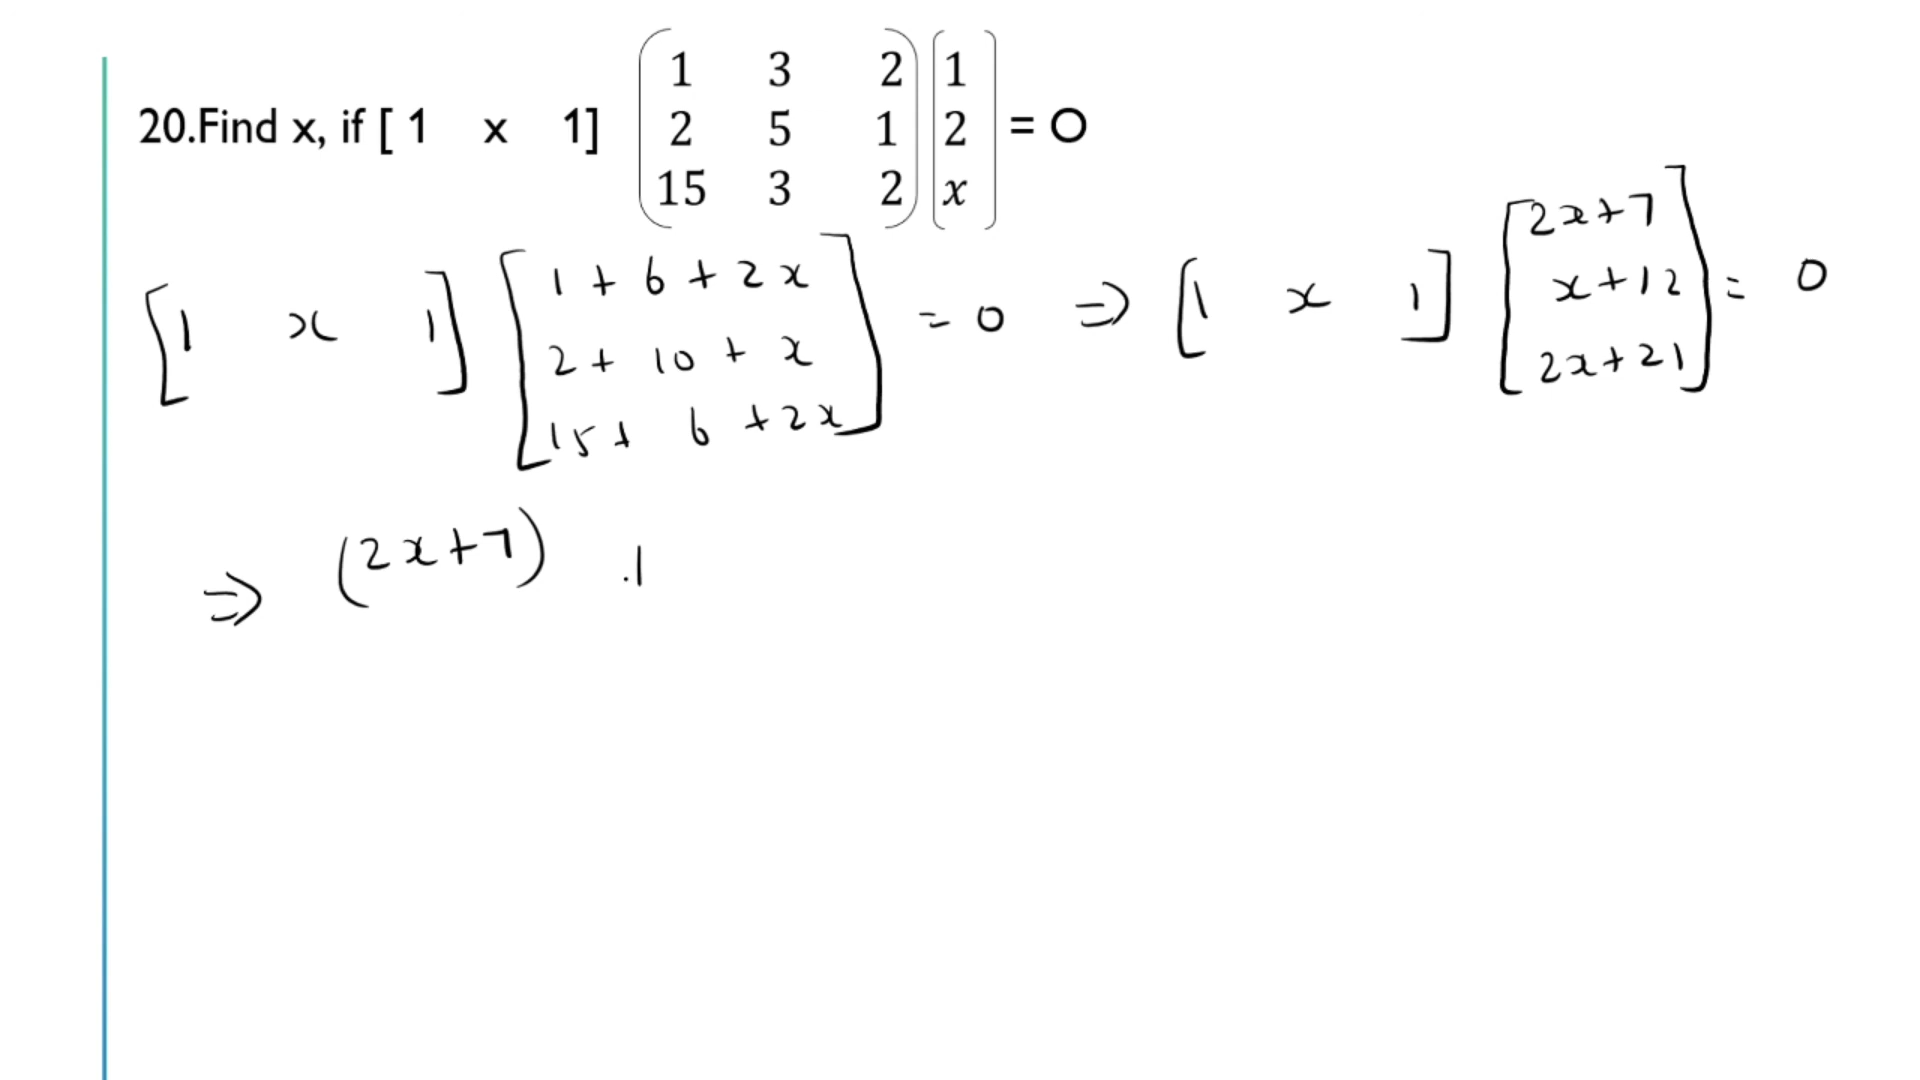 20.Find x, if [ 1 x 1] (1 3 2 2 5 1 15 3 2) [1 2 x] = O
[1 x 1] [1 + 6 + 2x 2 + 10 + x 15 + 6 + 2x] = 0 ⇒ [1 x 1] [2x+7 x+12 2x+21] = 0
⇒ (2x+7) .1